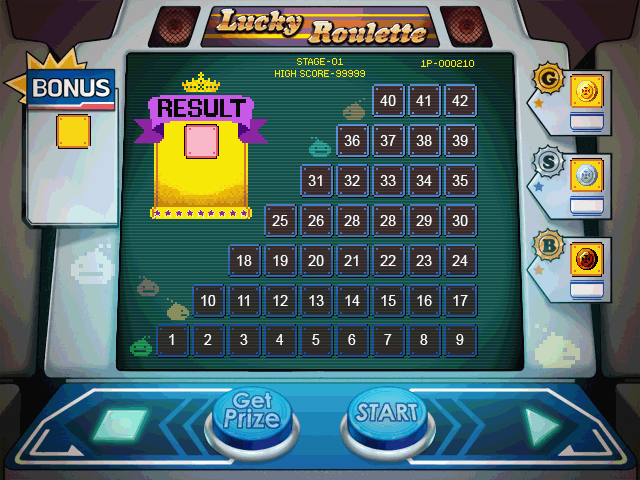 Lucky Roulette
STAGE-01
1P-000210
HIGH SCORE-99999
BONUS
RESULT
40 41 42
36 37 38 39
31 32 33 34 35
25 26 28 28 29 30
18 19 20 21 22 23 24
10 11 12 13 14 15 16 17
1 2 3 4 5 6 7 8 9
G
S
B
Get
Prize
START